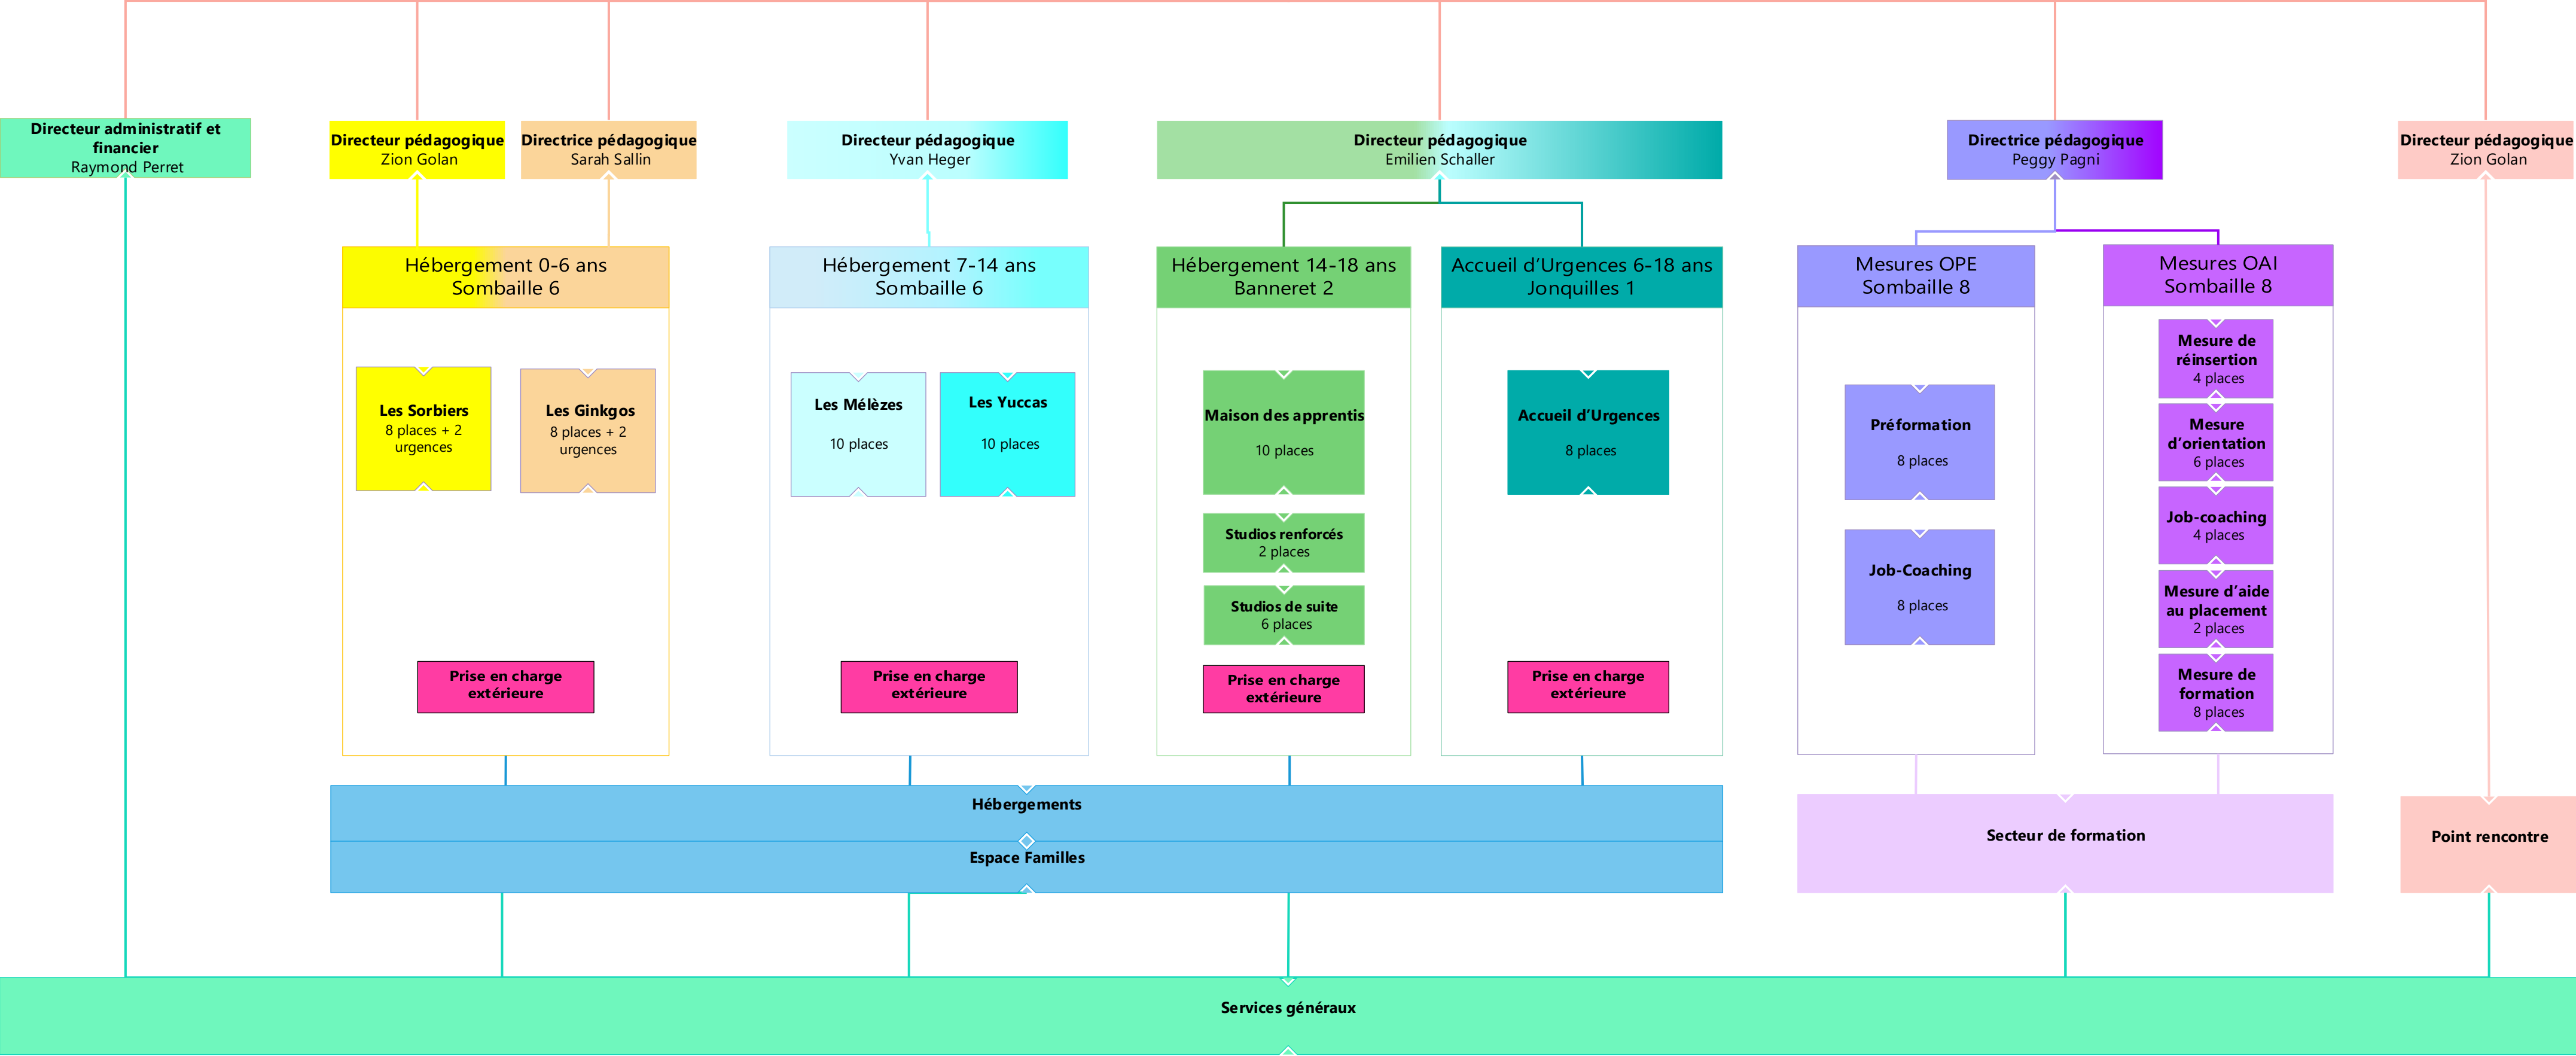 Directeur administratif et
financier
Raymond Perret
Directeur pédagogique
Zion Golan
Directrice pédagogique
Sarah Sallin
Directeur pédagogique
Yvan Heger
Directeur pédagogique
Emilien Schaller
Directrice pédagogique
Peggy Pagni
Directeur pédagogique
Zion Golan
Hébergement 0-6 ans
Sombaille 6
Hébergement 7-14 ans
Sombaille 6
Hébergement 14-18 ans
Banneret 2
Accueil d’Urgences 6-18 ans
Jonquilles 1
Mesures OPE
Sombaille 8
Mesures OAI
Sombaille 8
Les Sorbiers
8 places + 2
urgences
Les Ginkgos
8 places + 2
urgences
Prise en charge
extérieure
Les Mélèzes
10 places
Les Yuccas
10 places
Prise en charge
extérieure
Maison des apprentis
10 places
Studios renforcés
2 places
Studios de suite
6 places
Prise en charge
extérieure
Accueil d’Urgences
8 places
Prise en charge
extérieure
Préformation
8 places
Job-Coaching
8 places
Mesure de
réinsertion
4 places
Mesure
d’orientation
6 places
Job-coaching
4 places
Mesure d’aide
au placement
2 places
Mesure de
formation
8 places
Hébergements
Espace Familles
Secteur de formation
Point rencontre
Services généraux